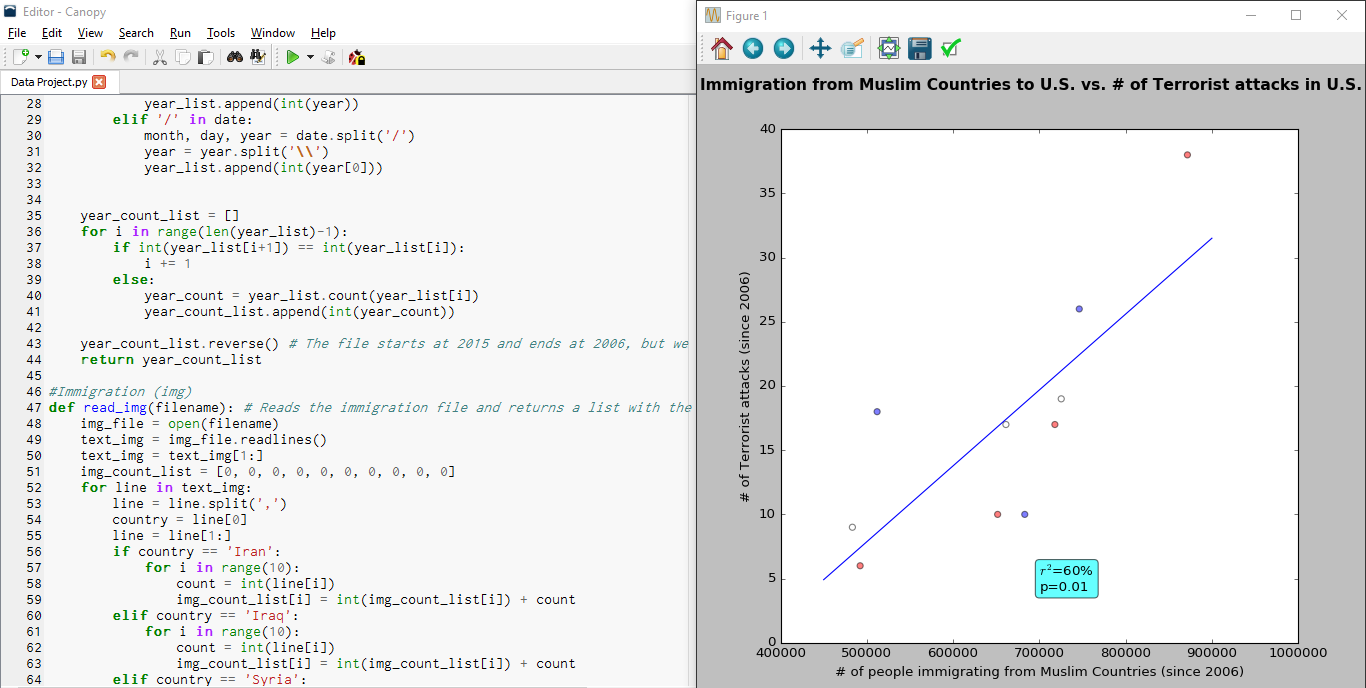 Editor - Canopy
File Edit View Search Run Tools Window Help
Data Project.py
28 year_list.append(int(year))
29 elif '/' in date:
30 month, day, year = date.split('/')
31 year = year.split('\\')
32 year_list.append(int(year[0]))
33
34
35 year_count_list = []
36 for i in range(len(year_list)-1):
37 if int(year_list[i+1]) == int(year_list[i]):
38 i += 1
39 else:
40 year_count = year_list.count(year_list[i])
41 year_count_list.append(int(year_count))
42
43 year_count_list.reverse() # The file starts at 2015 and ends at 2006, but we
44 return year_count_list
45
46 #Immigration (img)
47 def read_img(filename): # Reads the immigration file and returns a list with the
48 img_file = open(filename)
49 text_img = img_file.readlines()
50 text_img = text_img[1:]
51 img_count_list = [0, 0, 0, 0, 0, 0, 0, 0, 0, 0]
52 for line in text_img:
53 line = line.split(',')
54 country = line[0]
55 line = line[1:]
56 if country == 'Iran':
57 for i in range(10):
58 count = int(line[i])
59 img_count_list[i] = int(img_count_list[i]) + count
60 elif country == 'Iraq':
61 for i in range(10):
62 count = int(line[i])
63 img_count_list[i] = int(img_count_list[i]) + count
64 elif country == 'Syria':
Figure 1
Immigration from Muslim Countries to U.S. vs. # of Terrorist attacks in U.S.
# of Terrorist attacks (since 2006)
40
35
30
25
20
15
10
5
0
r²=60%
p=0.01
400000 500000 600000 700000 800000 900000 1000000
# of people immigrating from Muslim Countries (since 2006)